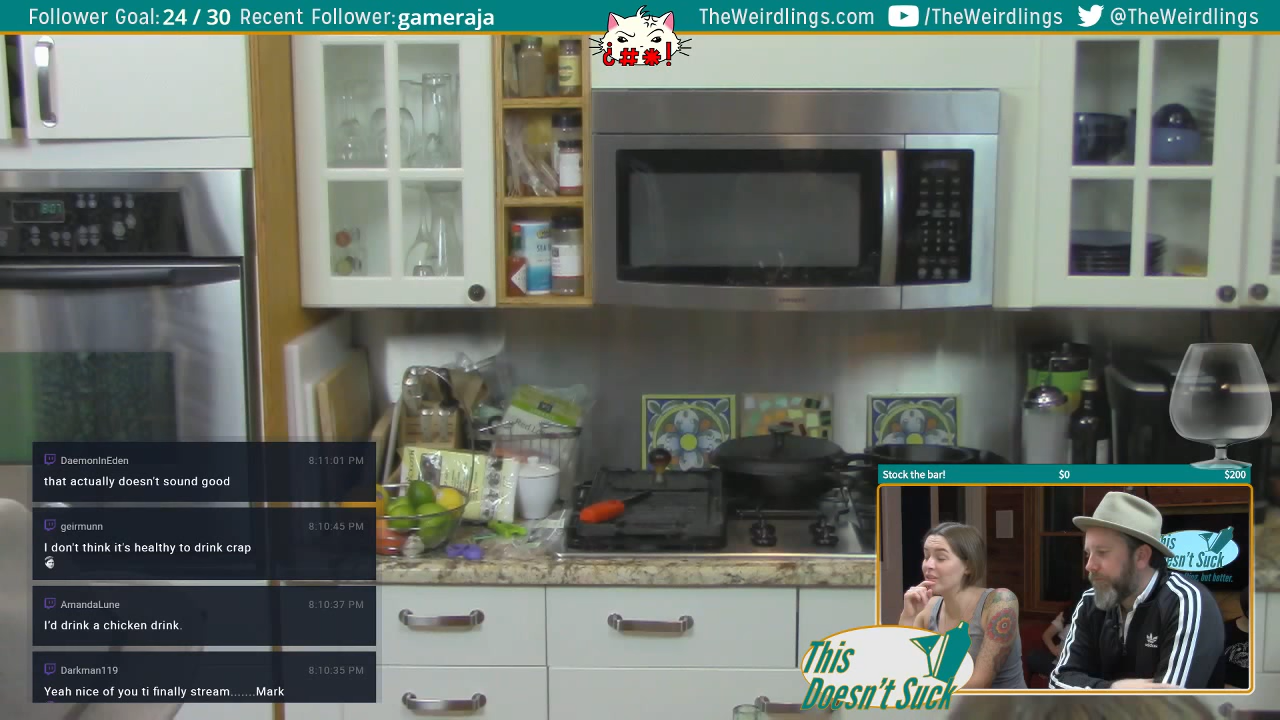 Follower Goal: 24 / 30 Recent Follower: gameraja
¿#*!
TheWeirdlings.com /TheWeirdlings @TheWeirdlings
DaemonInEden 8:11:01 PM
that actually doesn't sound good
geirmunn 8:10:45 PM
I don't think it's healthy to drink crap
AmandaLune 8:10:37 PM
I'd drink a chicken drink.
Darkman119 8:10:35 PM
Yeah nice of you ti finally stream.......Mark
Stock the bar! $0 $200
This
Doesn't Suck
This
esn't Suck
but better.